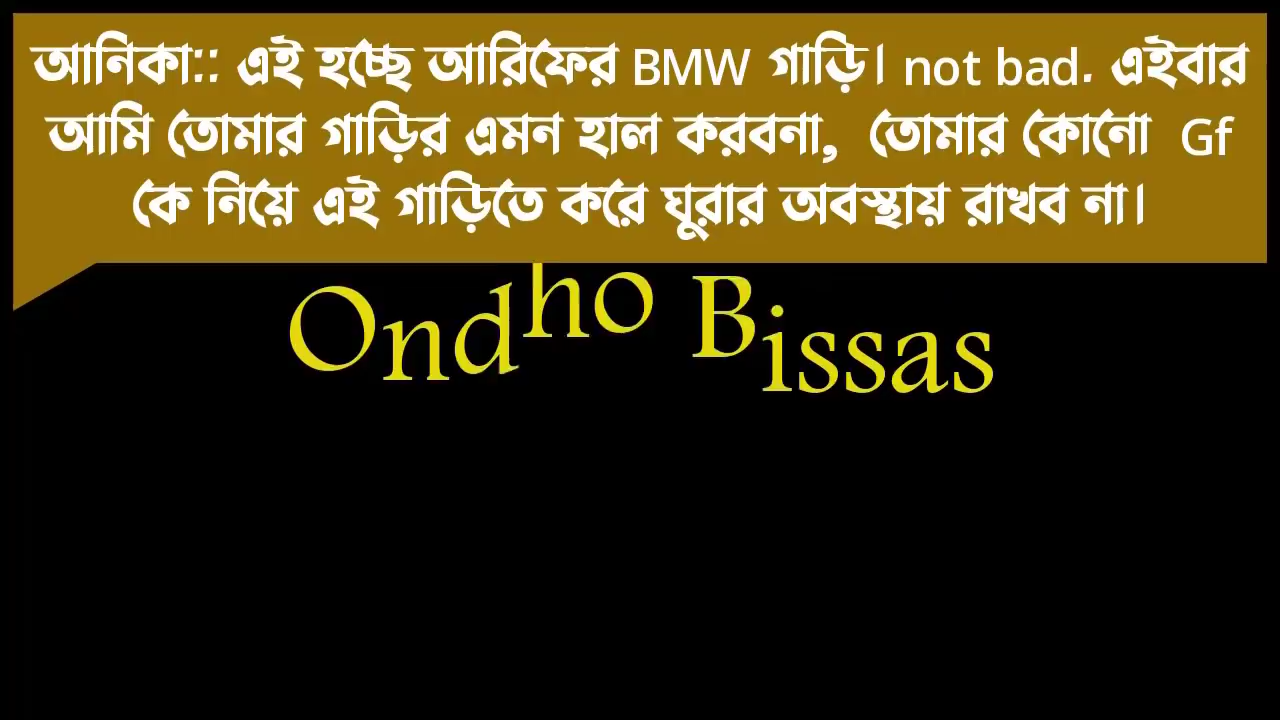 আনিকা:: এই হচ্ছে আরিফের BMW গাড়ি। not bad. এইবার
আমি তোমার গাড়ির এমন হাল করবনা, তোমার কোনো Gf
কে নিয়ে এই গাড়িতে করে ঘুরার অবস্থায় রাখব না।
Ondho Bissas